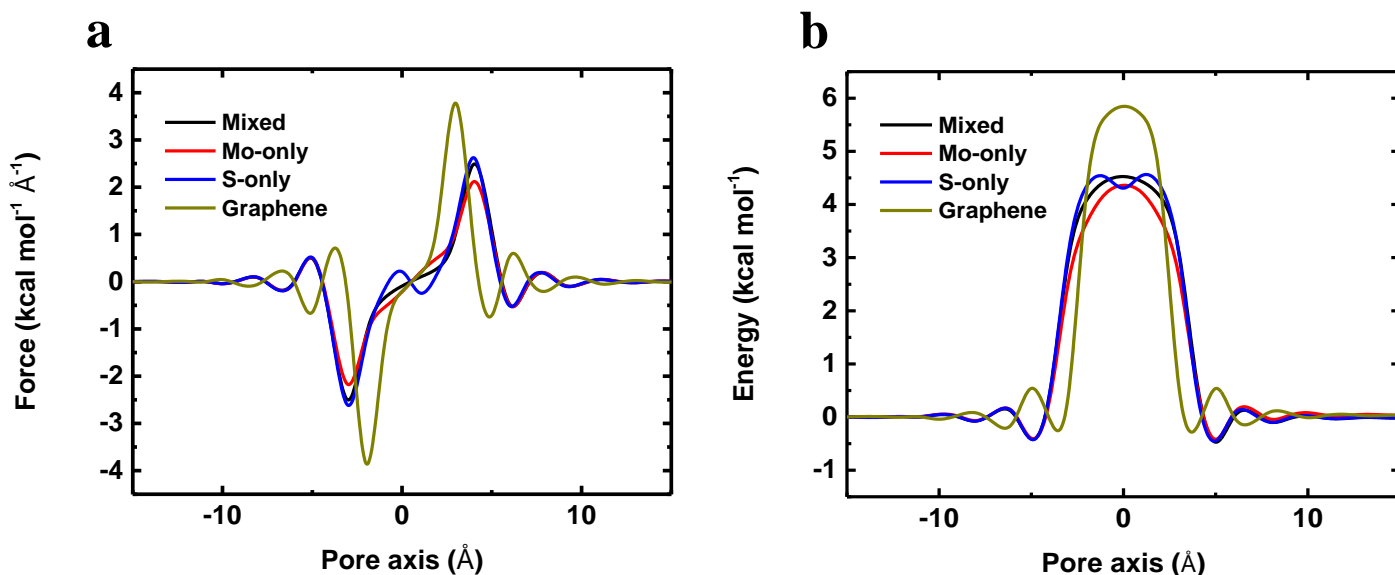 a
Force (kcal mol⁻¹ Å⁻¹)
4
3
2
1
0
-1
-2
-3
-4
Mixed
Mo-only
S-only
Graphene
-10
0
10
Pore axis (Å)
b
Energy (kcal mol⁻¹)
6
5
4
3
2
1
0
-1
Mixed
Mo-only
S-only
Graphene
-10
0
10
Pore axis (Å)